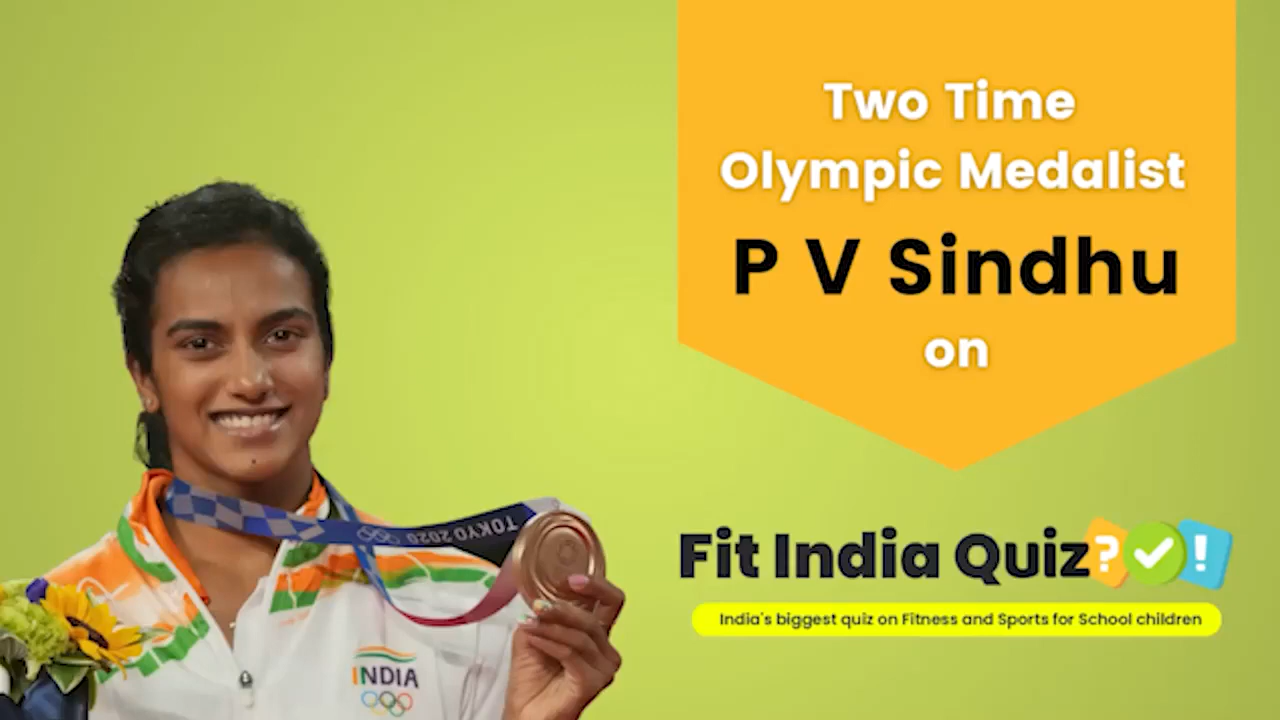 Two Time
Olympic Medalist
P V Sindhu
on
TOKYO 2020
Fit India Quiz?!
India's biggest quiz on Fitness and Sports for School children
INDIA